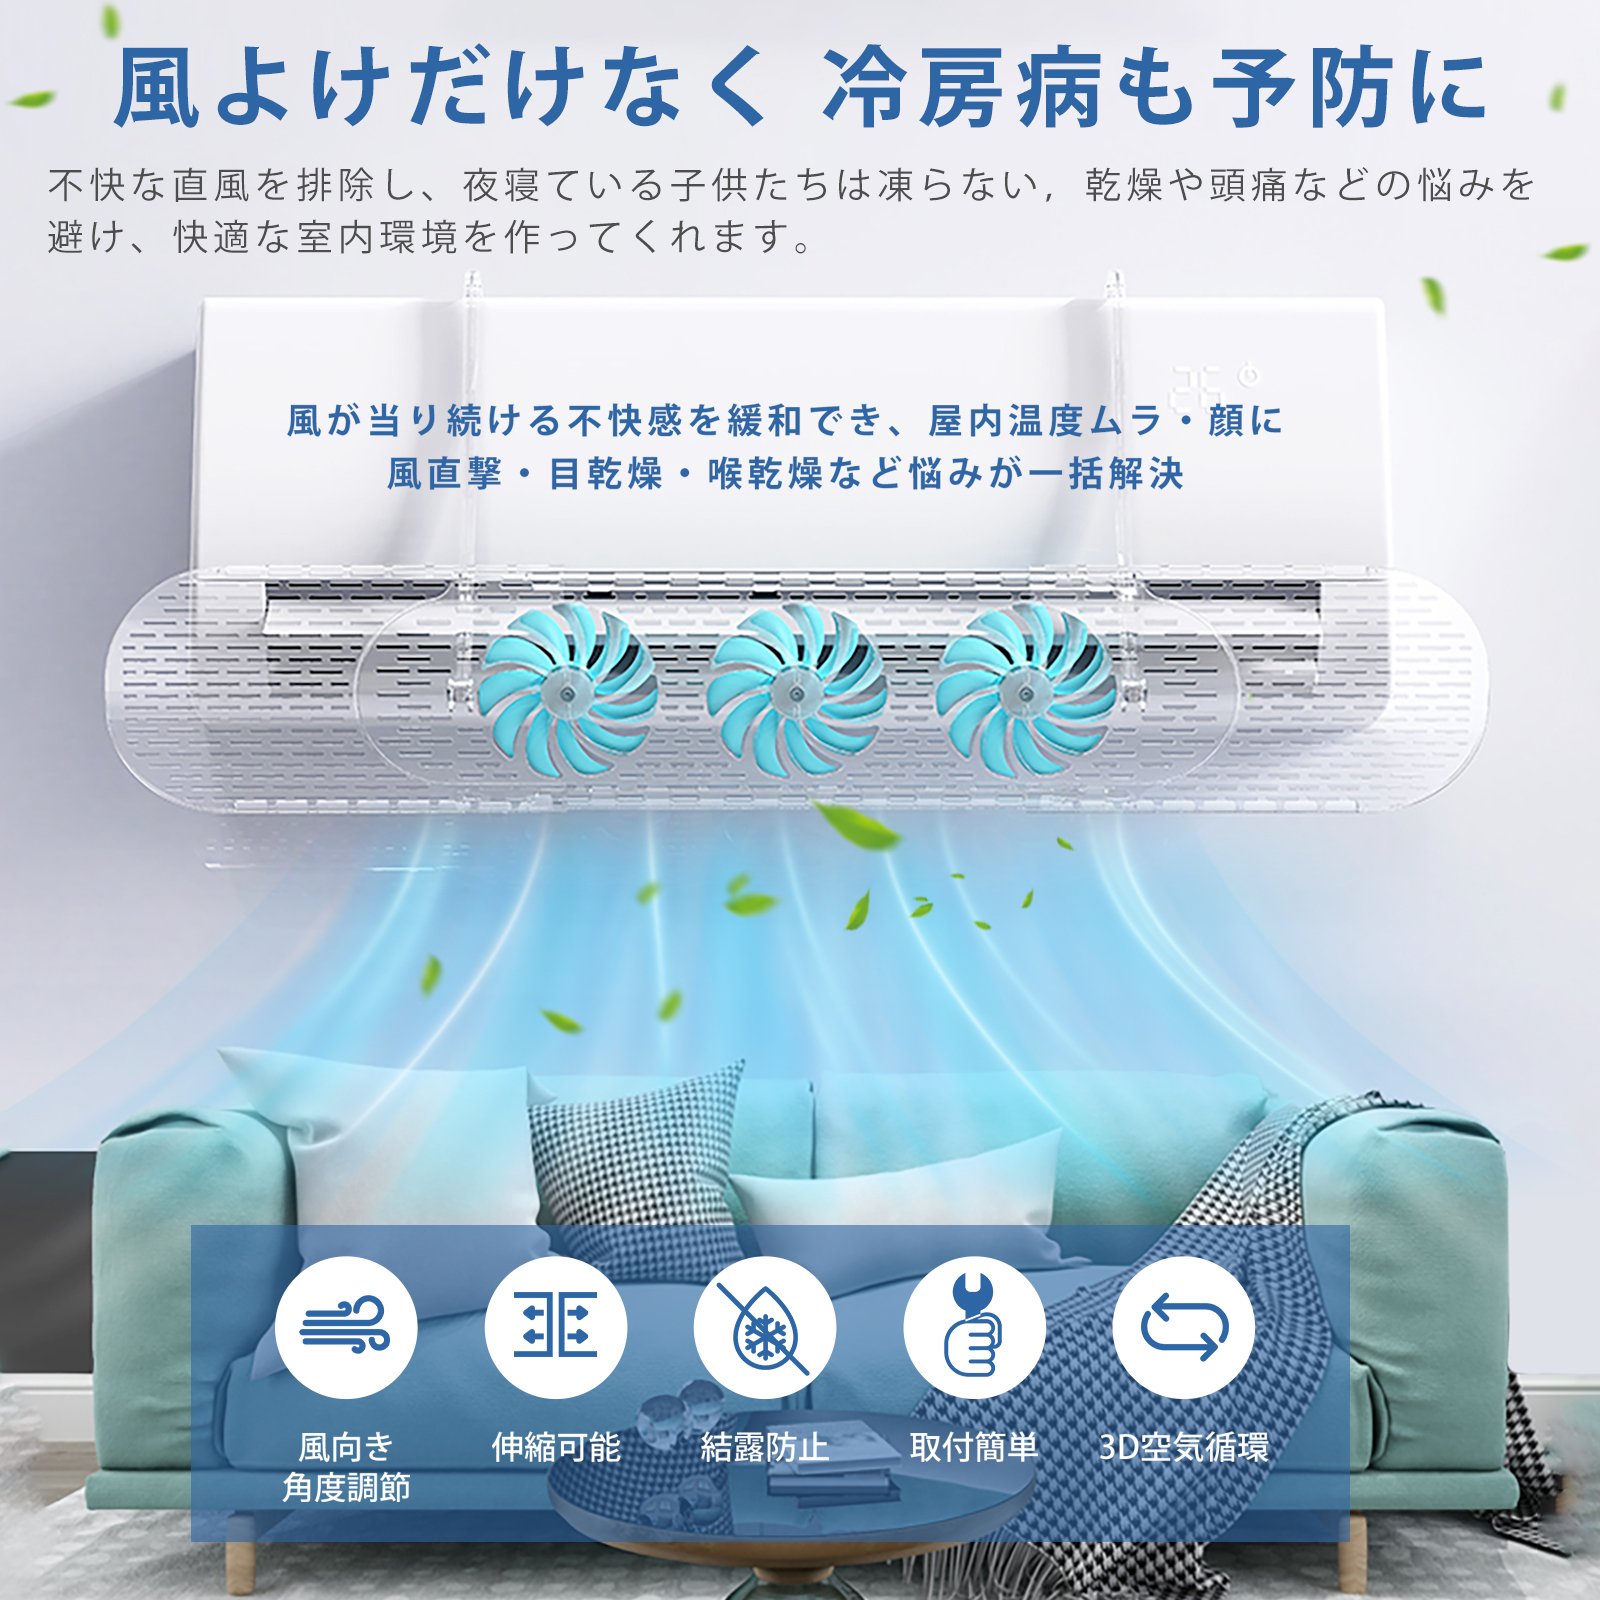 風よけだけなく 冷房病も予防に
不快な直風を排除し、夜寝ている子供たちは凍らない，乾燥や頭痛などの悩みを
避け、快適な室内環境を作ってくれます。
26
風が当り続ける不快感を緩和でき、屋内温度ムラ・顔に
風直撃・目乾燥・喉乾燥など悩みが一括解決
風向き
角度調節
伸縮可能
結露防止
取付簡単
3D空気循環